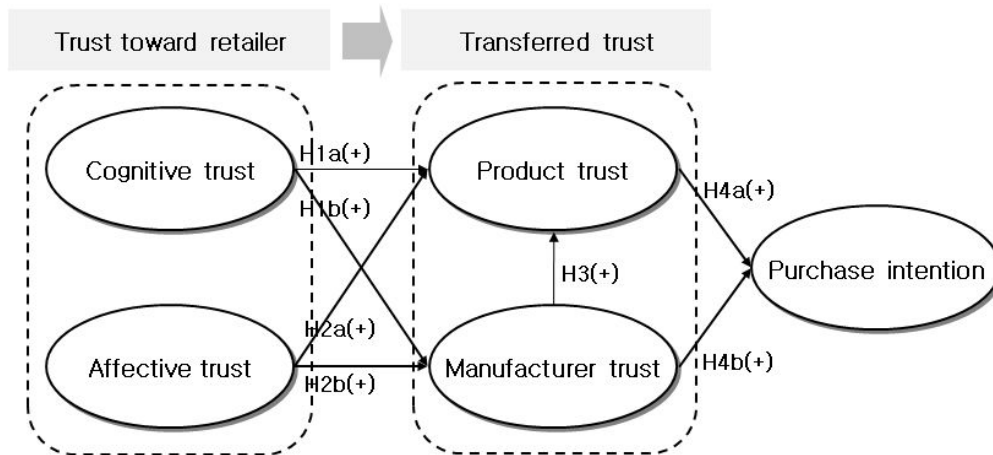 Trust toward retailer
Transferred trust
Cognitive trust
H1a(+)
Product trust
H1b(+)
H4a(+)
H3(+)
Purchase intention
H2a(+)
Affective trust
H2b(+)
Manufacturer trust
H4b(+)